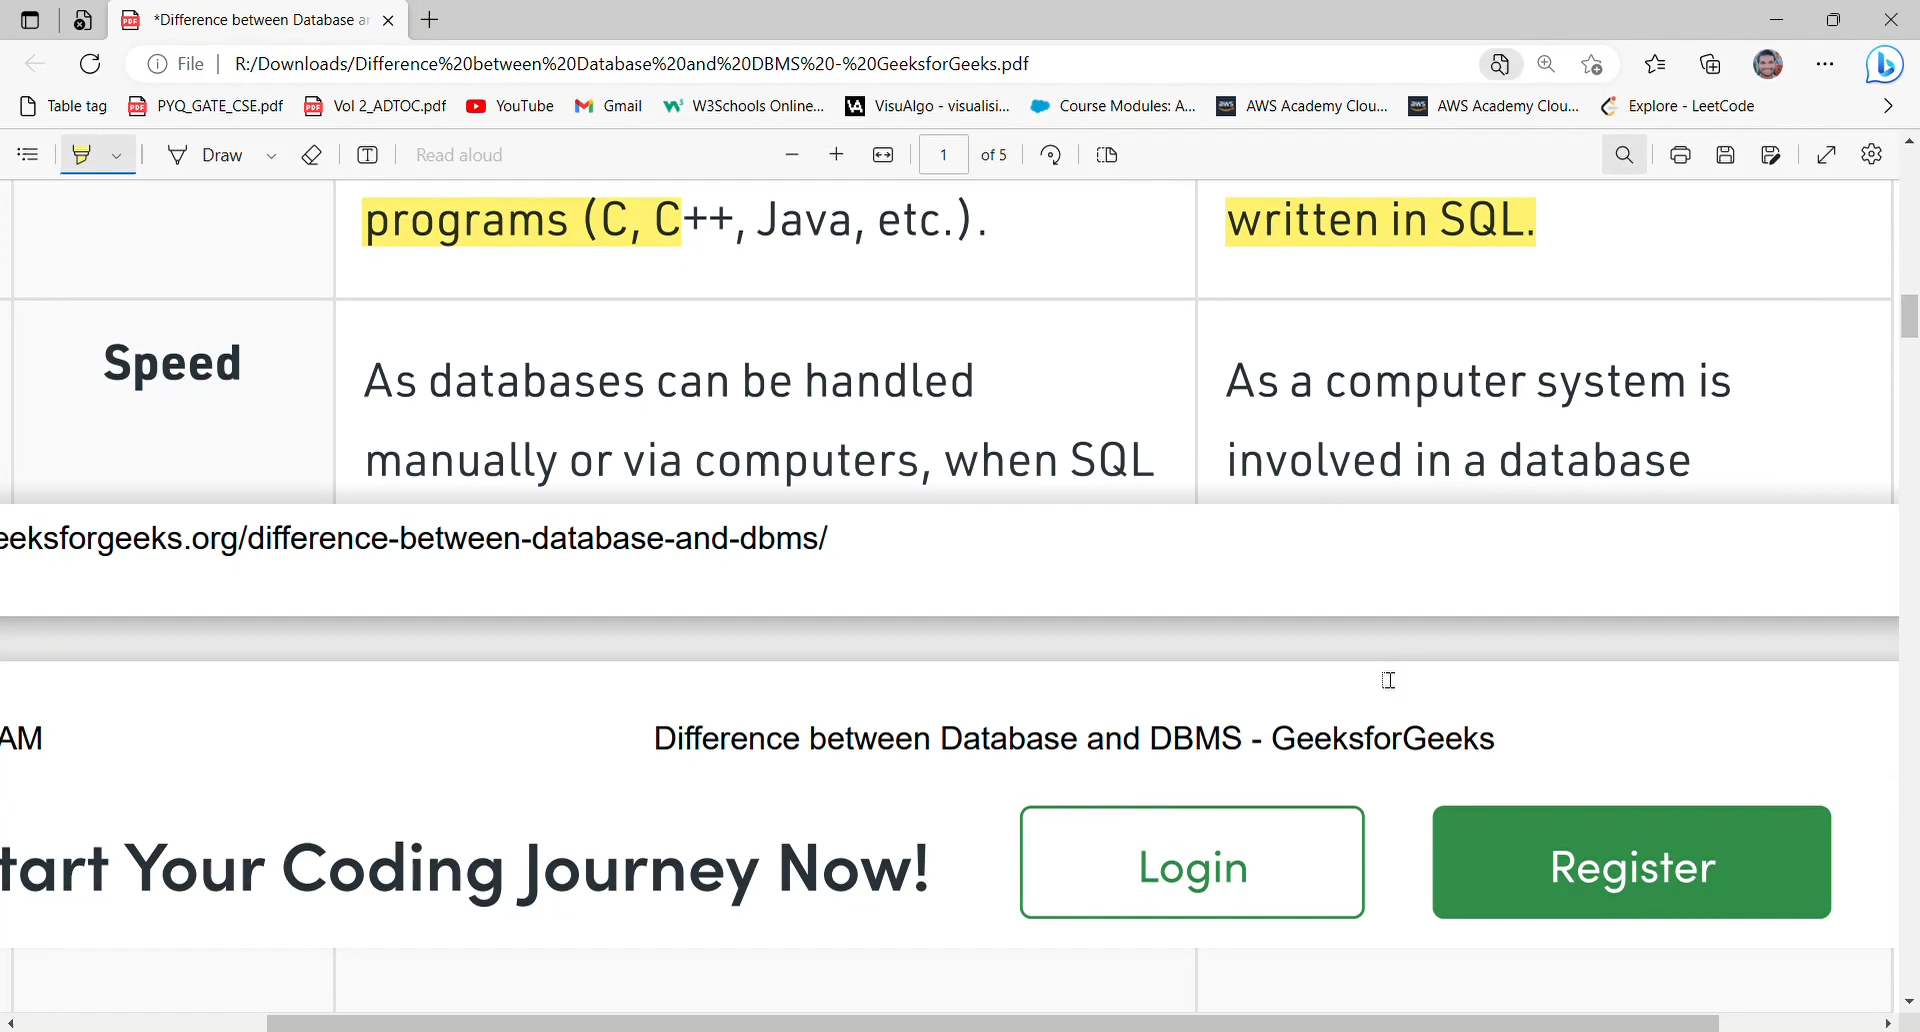 *Difference between Database a
File R:/Downloads/Difference%20between%20Database%20and%20DBMS%20-%20GeeksforGeeks.pdf
Table tag PYQ_GATE_CSE.pdf Vol 2_ADTOC.pdf YouTube Gmail W3Schools Online... VisuAlgo - visualisi... Course Modules: A... AWS Academy Clou... AWS Academy Clou... Explore - LeetCode
Draw Read aloud 1 of 5
programs (C, C++, Java, etc.). written in SQL.
Speed As databases can be handled As a computer system is
manually or via computers, when SQL involved in a database
eeksforgeeks.org/difference-between-database-and-dbms/
AM Difference between Database and DBMS - GeeksforGeeks
tart Your Coding Journey Now! Login Register